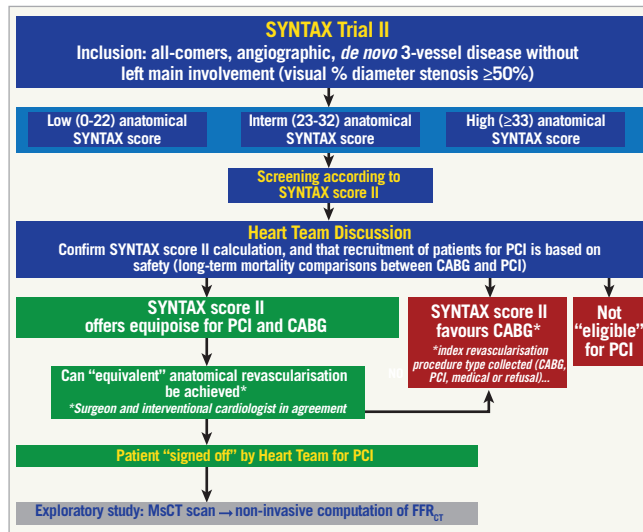 SYNTAX Trial II
Inclusion: all-comers, angiographic, de novo 3-vessel disease without
left main involvement (visual % diameter stenosis ≥50%)
Low (0-22) anatomical
SYNTAX score
Interm (23-32) anatomical
SYNTAX score
High (≥33) anatomical
SYNTAX score
Screening according to
SYNTAX score II
Heart Team Discussion
Confirm SYNTAX score II calculation, and that recruitment of patients for PCI is based on
safety (long-term mortality comparisons between CABG and PCI)
SYNTAX score II
offers equipoise for PCI and CABG
SYNTAX score II
favours CABG*
*index revascularisation
procedure type collected (CABG,
PCI, medical or refusal)...
Not
“eligible”
for PCI
Can “equivalent” anatomical revascularisation
be achieved*
*Surgeon and interventional cardiologist in agreement
NO
Patient “signed off” by Heart Team for PCI
Exploratory study: MsCT scan → non-invasive computation of FFRCT